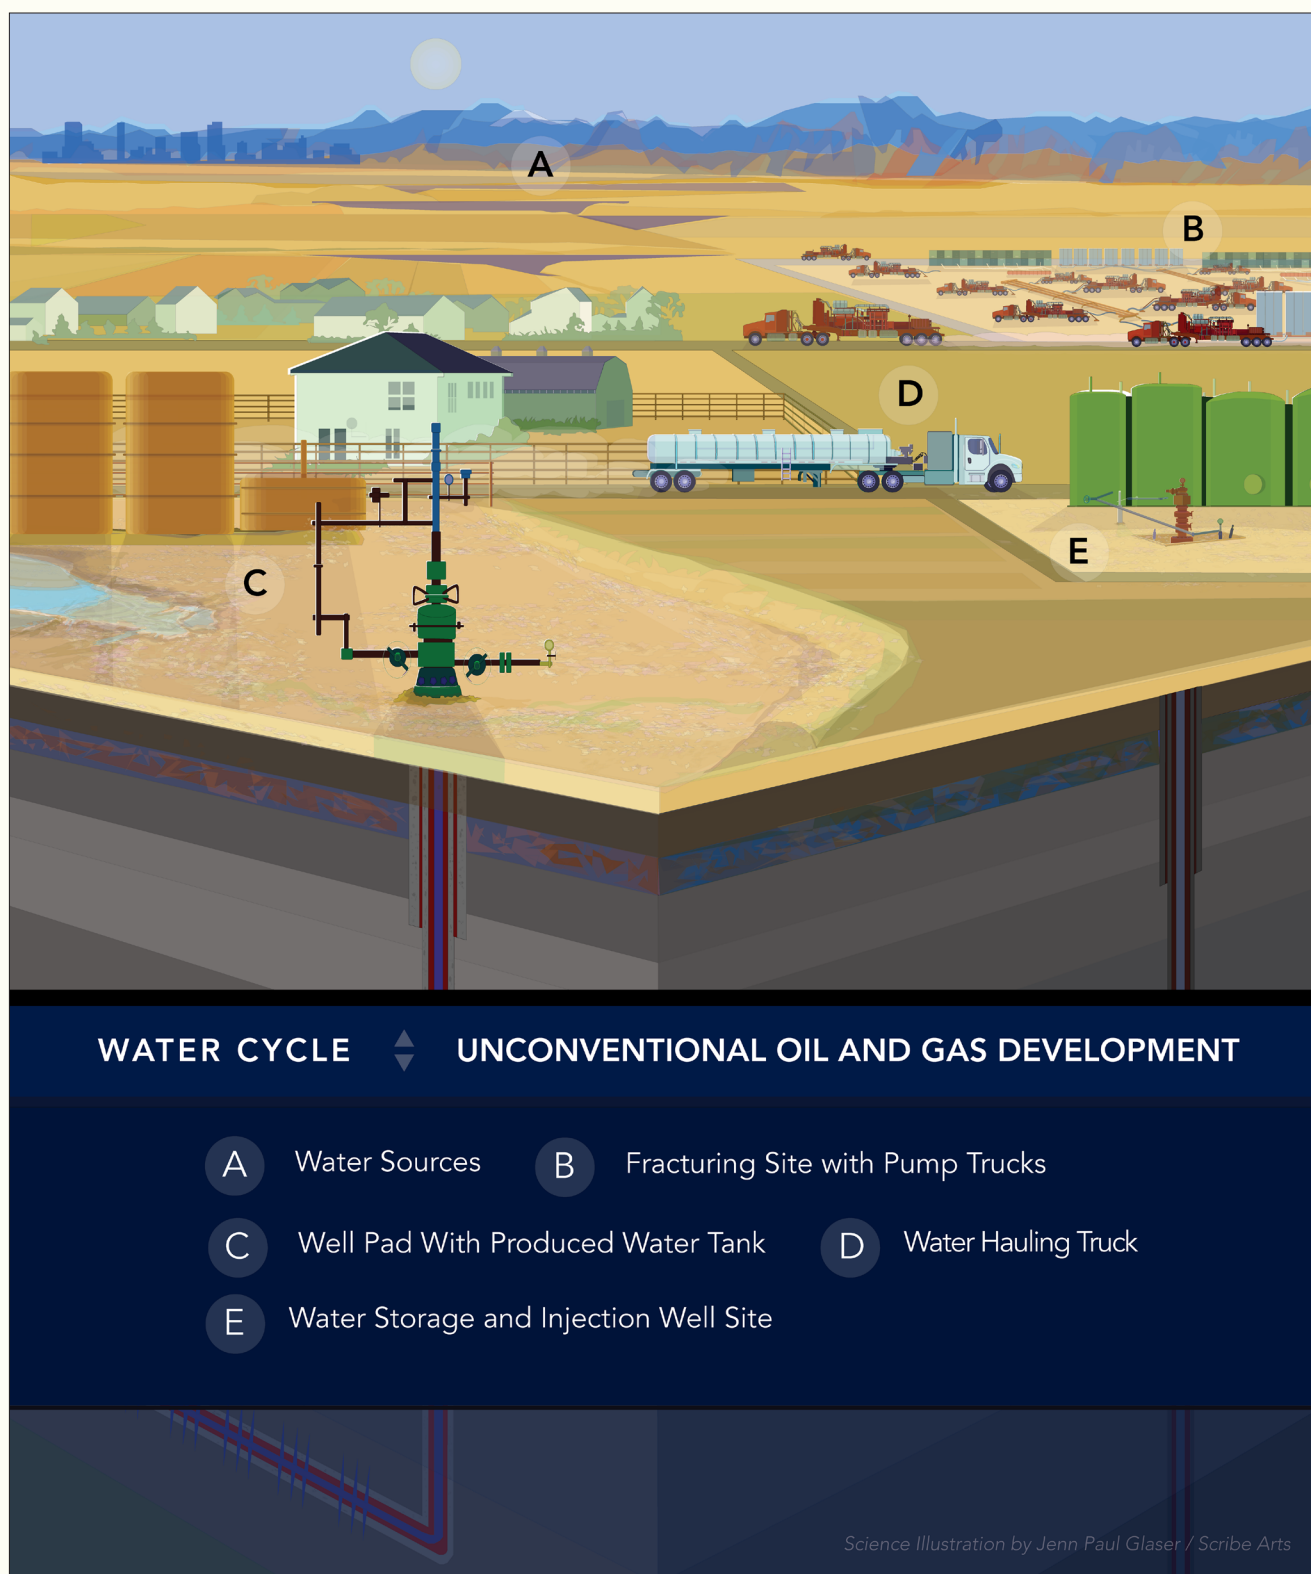 A
B
D
E
C
WATER CYCLE UNCONVENTIONAL OIL AND GAS DEVELOPMENT
A Water Sources B Fracturing Site with Pump Trucks
C Well Pad With Produced Water Tank D Water Hauling Truck
E Water Storage and Injection Well Site
Science Illustration by Jenn Paul Glaser / Scribe Arts